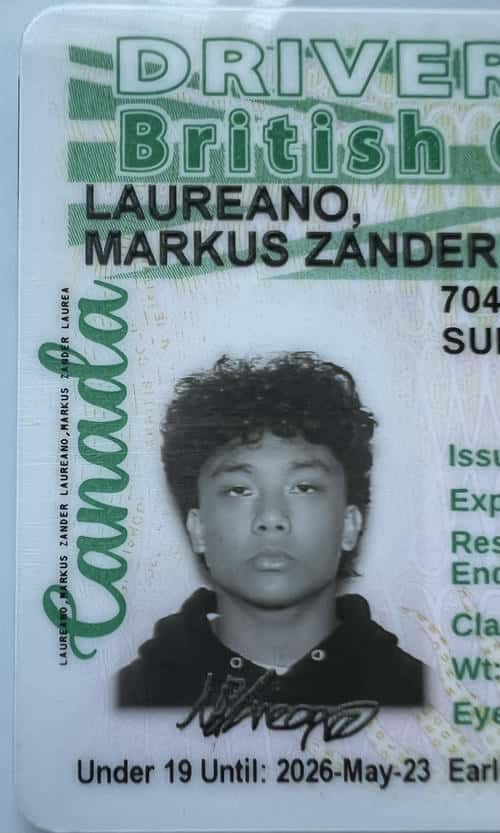 DRIVER
British
LAUREANO,
MARKUS ZANDER
704
SU
Canada
LAUREANO,MARKUS ZANDER LAUREANO,MARKUS ZANDER LAUREA
Issu
Exp
Res
End
Cla
Wt:
Eye
Under 19 Until: 2026-May-23 Earl